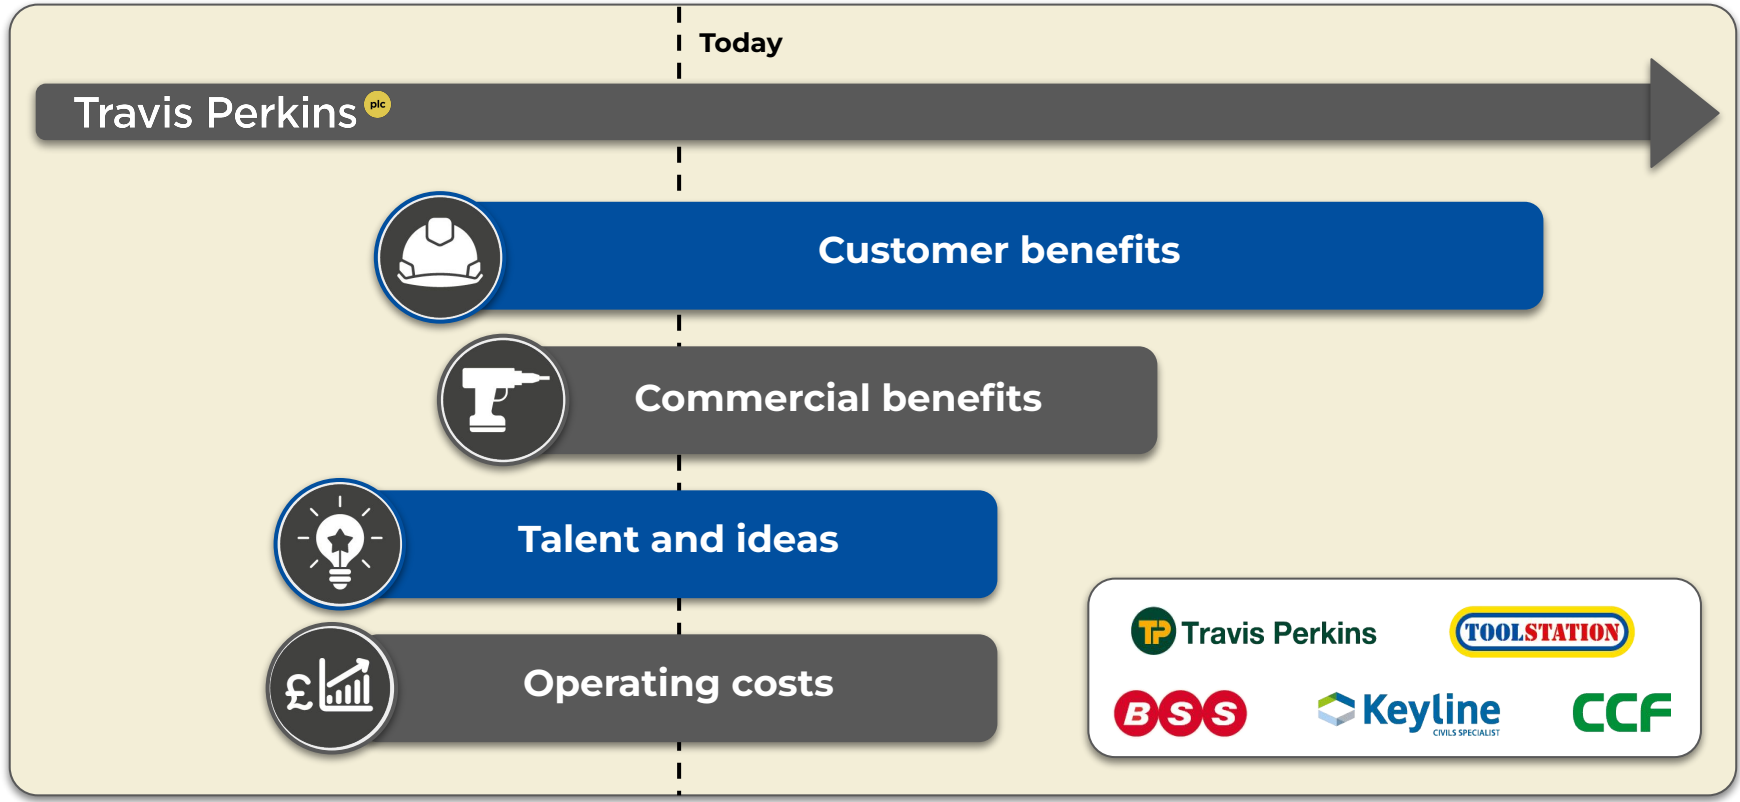 Today
Travis Perkins plc
Customer benefits
Commercial benefits
Talent and ideas
£
Operating costs
TP Travis Perkins
TOOLSTATION
BSS
Keyline
CIVILS SPECIALIST
CCF